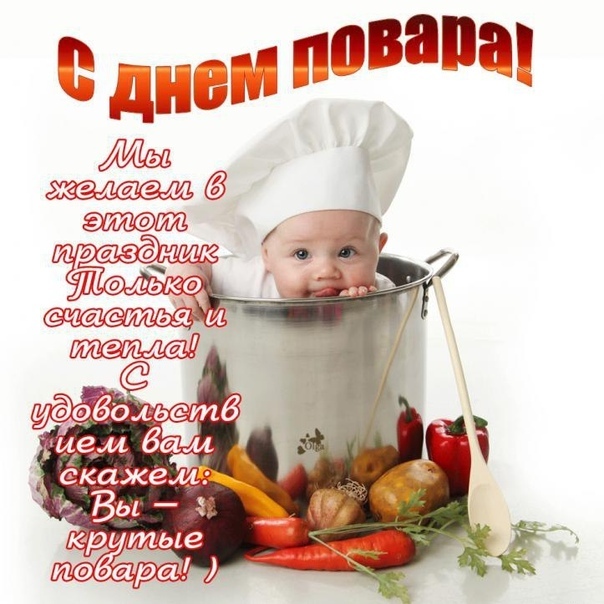 С днем повара!
Мы
желаем в
этот
праздник
Только
счастья и
тепла!
С
удовольств
ием вам
скажем:
Вы –
крутые
повара! )